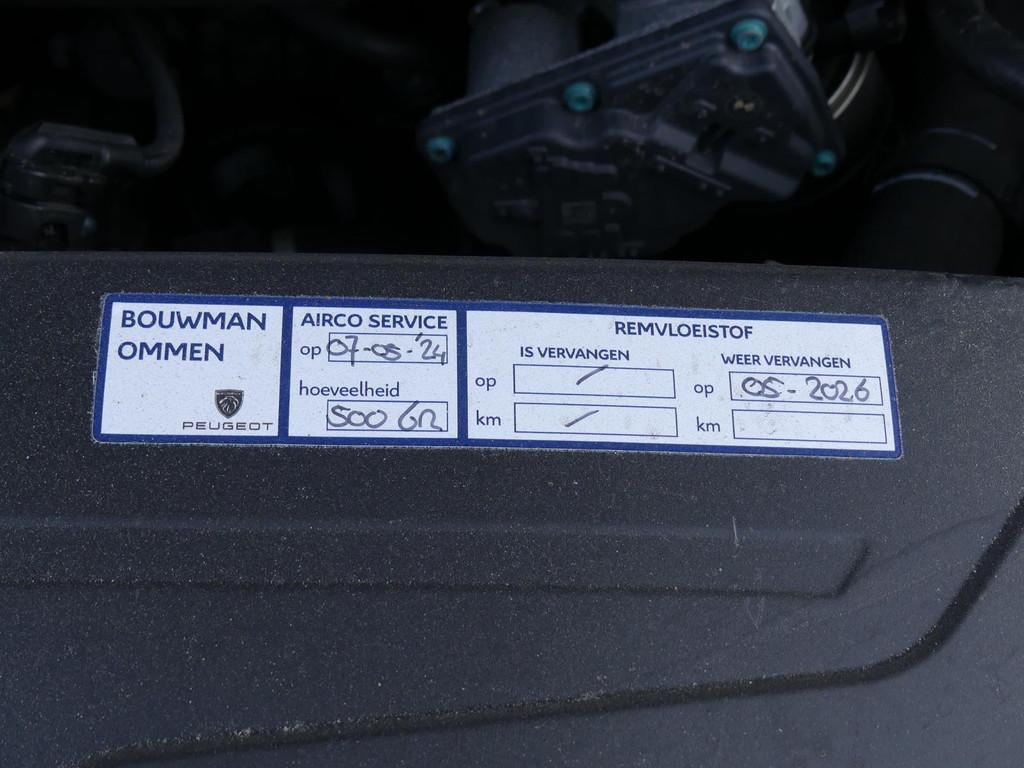 BOUWMAN
OMMEN
PEUGEOT
AIRCO SERVICE
op 07-05-'24
hoeveelheid
500 GR
REMVLOEISTOF
IS VERVANGEN
op /
km /
WEER VERVANGEN
op 05-2026
km